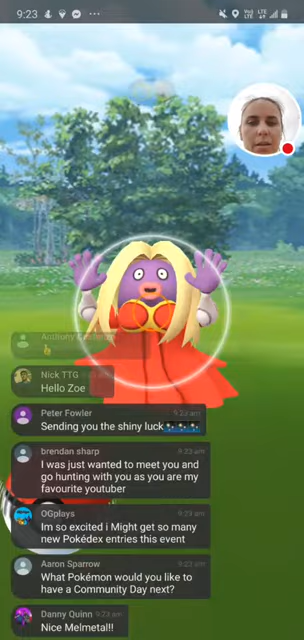 9:23
Vo))
LTE
LTE
Nick TTG
Hello Zoe
Peter Fowler 9:23 am
Sending you the shiny luck
brendan sharp 9:23 am
I was just wanted to meet you and
go hunting with you as you are my
favourite youtuber
OGplays 9:23 am
Im so excited i Might get so many
new Pokédex entries this event
Aaron Sparrow 9:23 am
What Pokémon would you like to
have a Community Day next?
Danny Quinn 9:23 am
Nice Melmetal!!